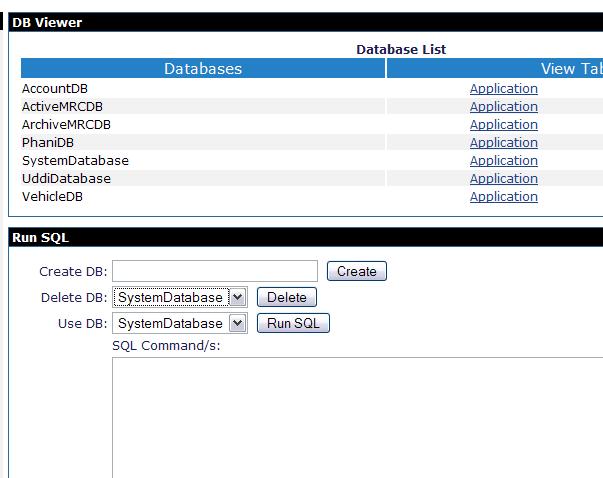 DB Viewer
Database List
Databases View Tab
AccountDB Application
ActiveMRCDB Application
ArchiveMRCDB Application
PhaniDB Application
SystemDatabase Application
UddiDatabase Application
VehicleDB Application
Run SQL
Create DB: Create
Delete DB: SystemDatabase Delete
Use DB: SystemDatabase Run SQL
SQL Command/s: